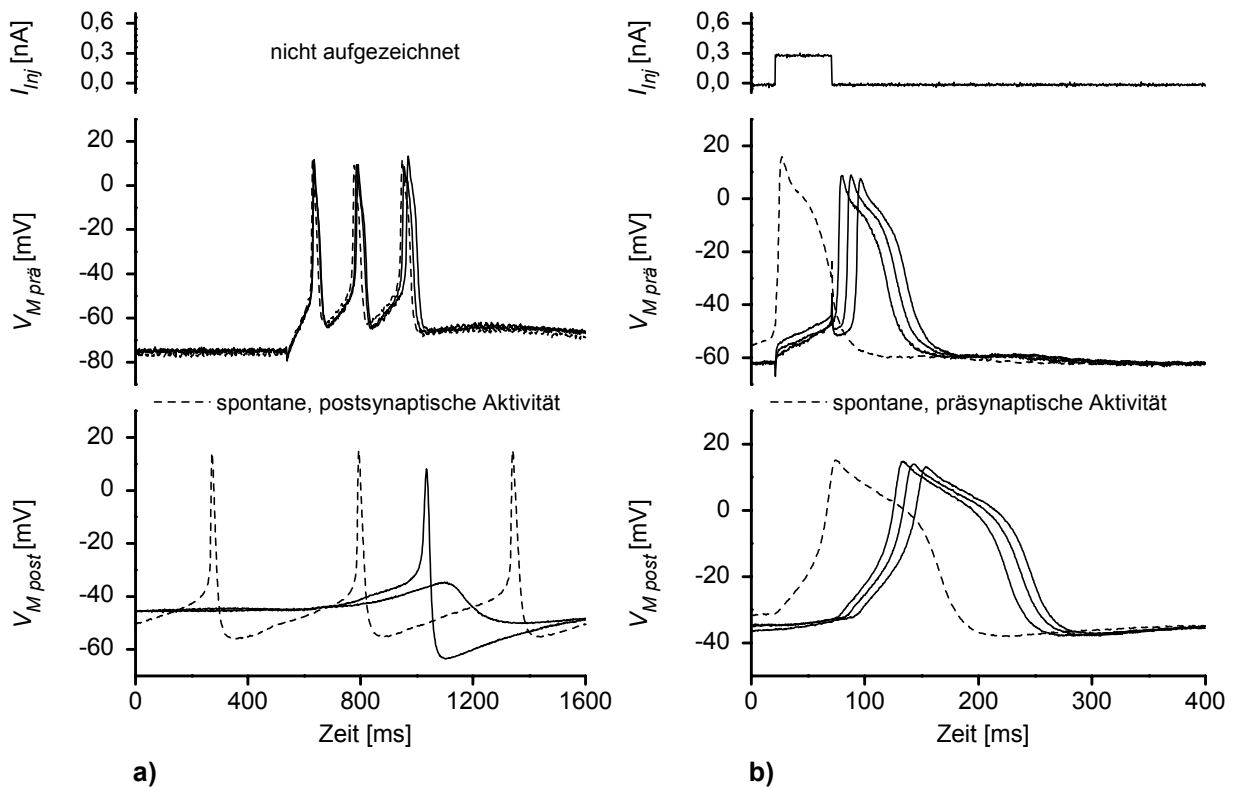 I_Inj [nA]
0,6
0,3
0,0
nicht aufgezeichnet
V_M prä [mV]
20
0
-20
-40
-60
-80
spontane, postsynaptische Aktivität
V_M post [mV]
20
0
-20
-40
-60
0 400 800 1200 1600
Zeit [ms]
a)
I_Inj [nA]
0,6
0,3
0,0
V_M prä [mV]
20
0
-20
-40
-60
spontane, präsynaptische Aktivität
V_M post [mV]
20
0
-20
-40
0 100 200 300 400
Zeit [ms]
b)